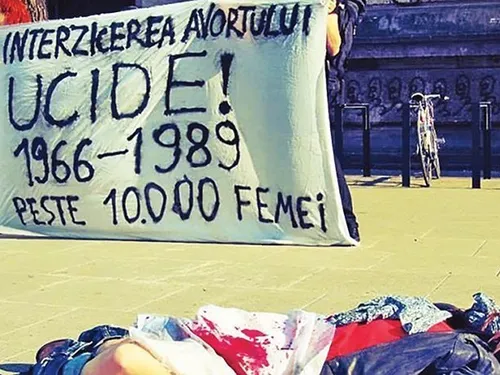 INTERZICEREA AVORTULUI
UCIDE!
1966-1989
PESTE 10.000 FEMEi